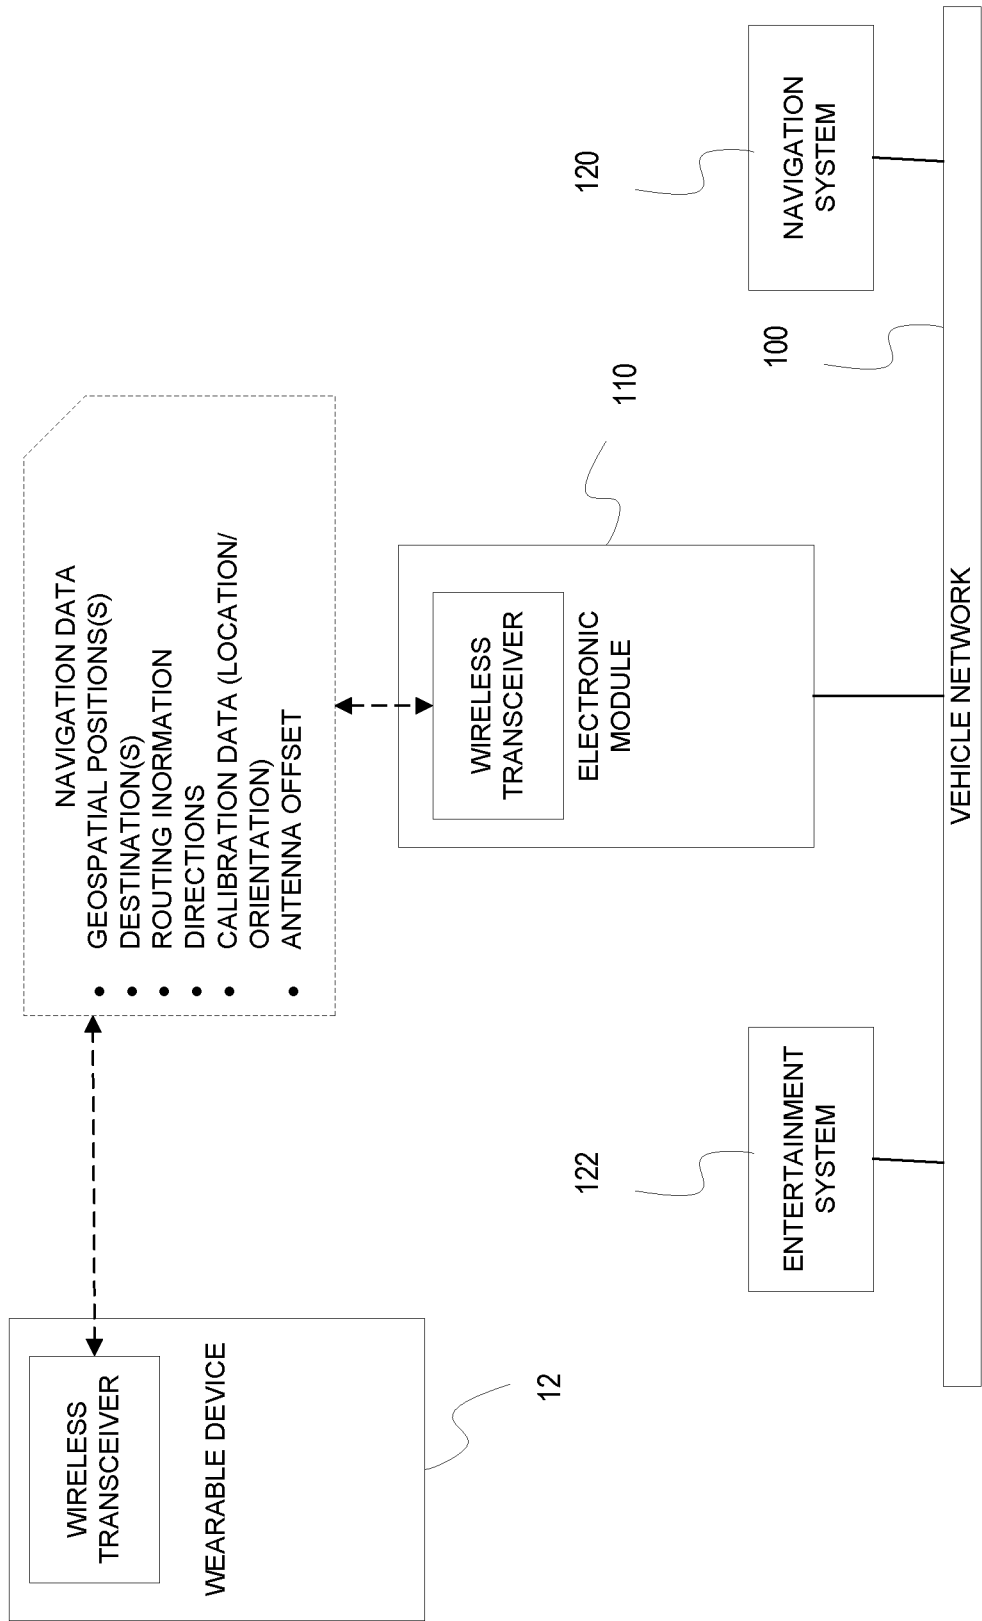 WIRELESS
TRANSCEIVER
WEARABLE DEVICE
12
NAVIGATION DATA
• GEOSPATIAL POSITIONS(S)
• DESTINATION(S)
• ROUTING INORMATION
• DIRECTIONS
• CALIBRATION DATA (LOCATION/
ORIENTATION)
• ANTENNA OFFSET
WIRELESS
TRANSCEIVER
ELECTRONIC
MODULE
110
122
ENTERTAINMENT
SYSTEM
120
NAVIGATION
SYSTEM
100
VEHICLE NETWORK